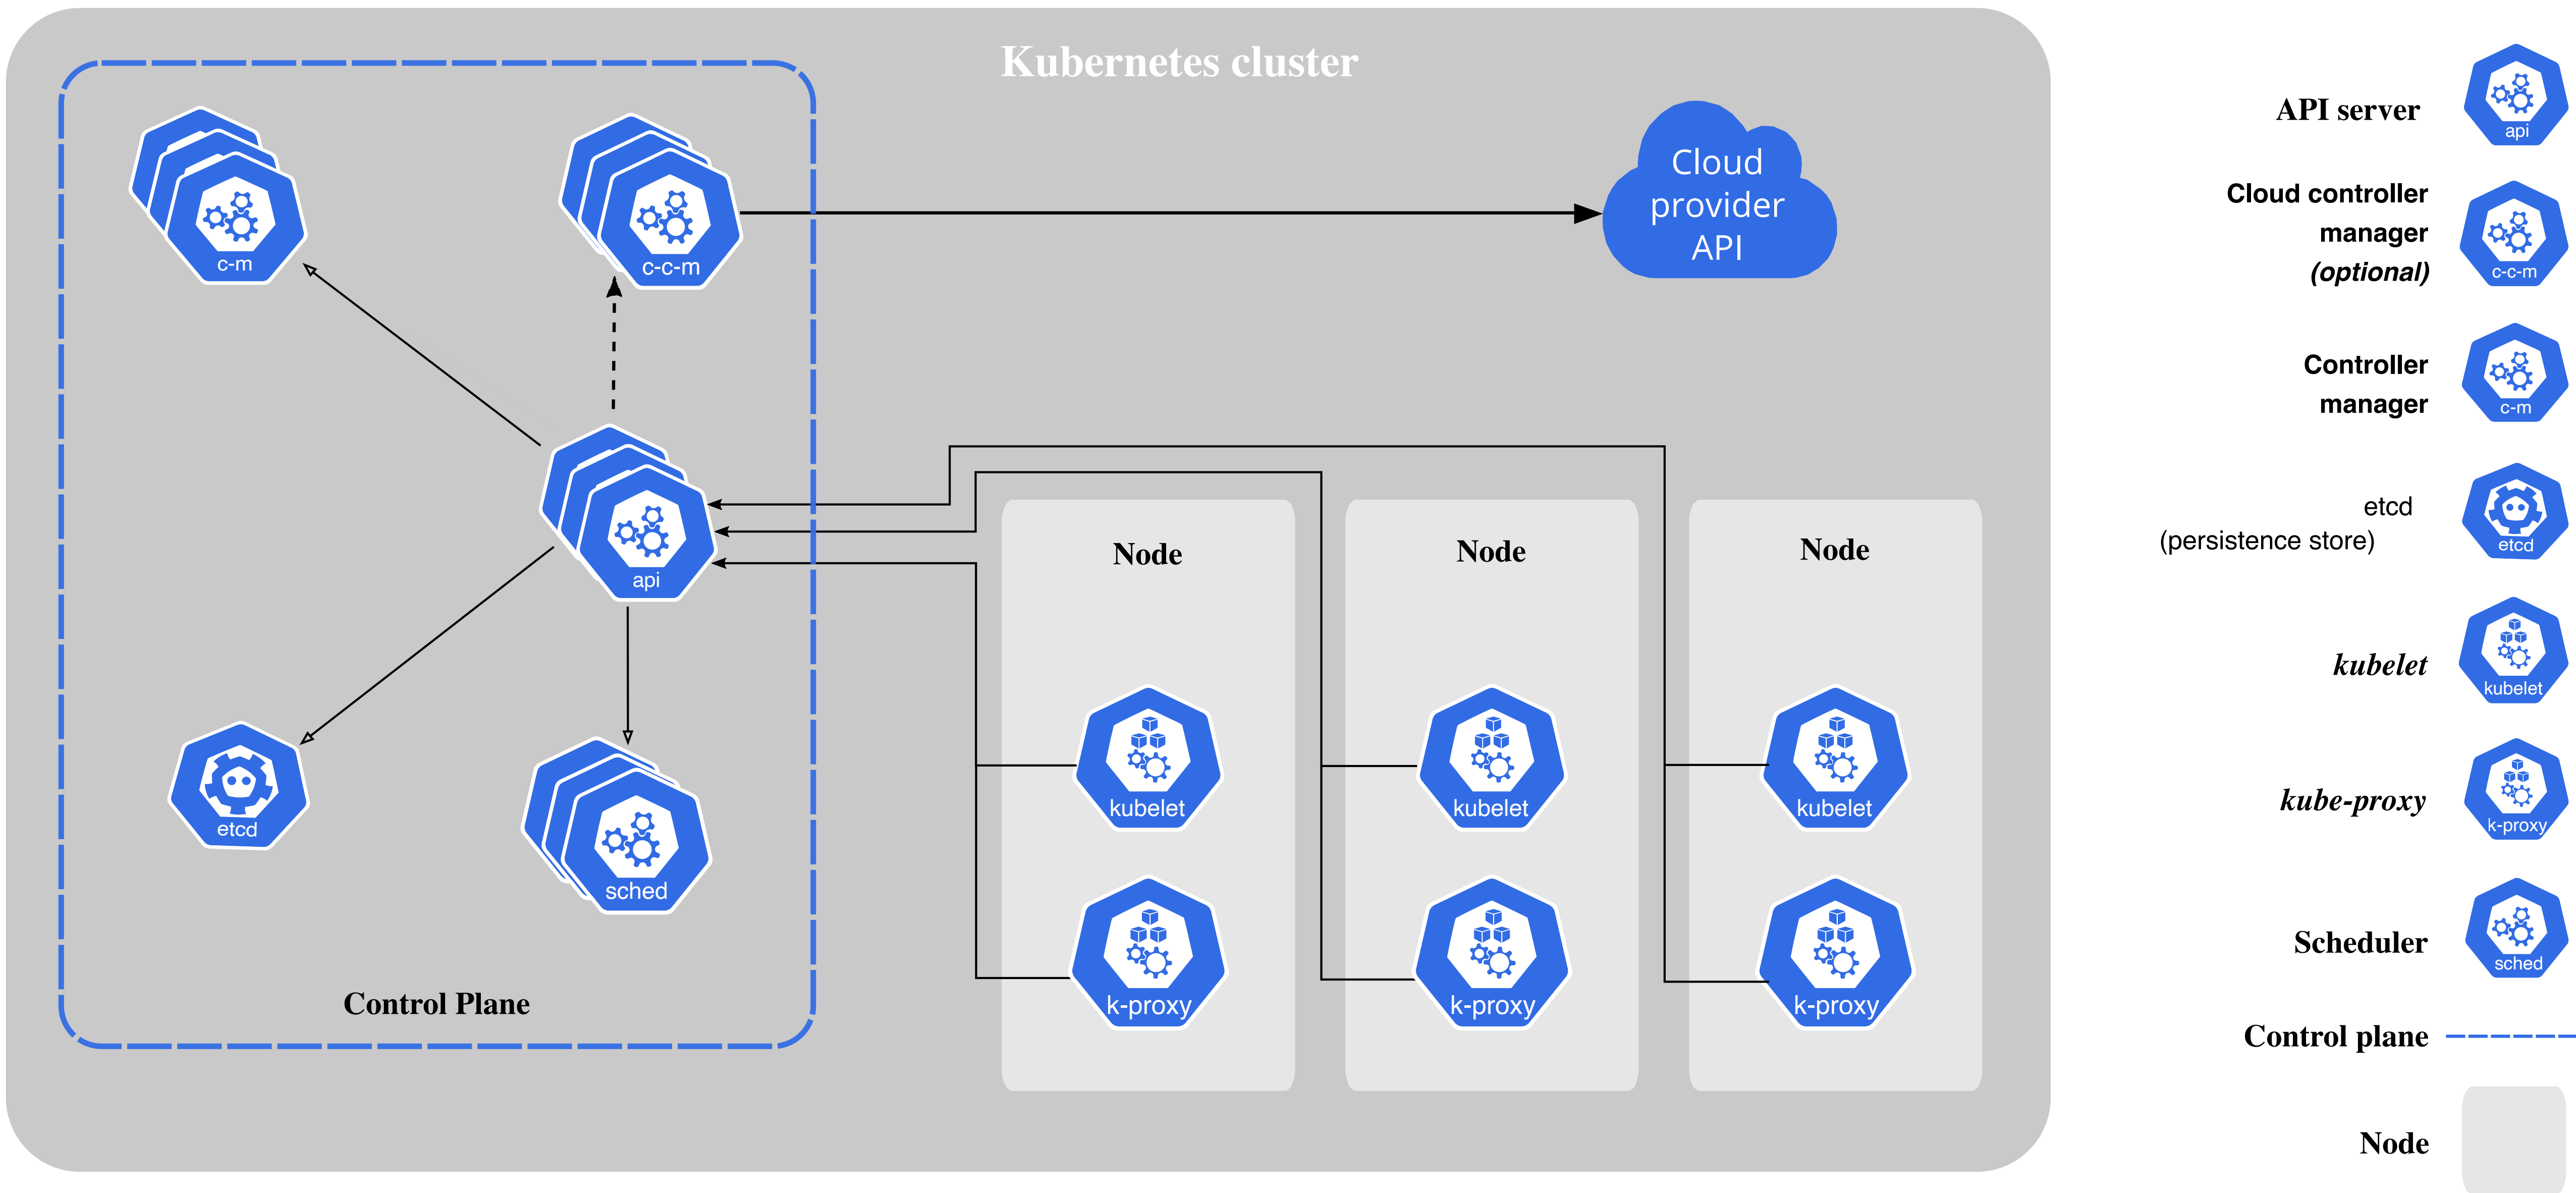 Kubernetes cluster
c-m
c-c-m
Cloud
provider
API
api
etcd
sched
Control Plane
Node
kubelet
k-proxy
Node
kubelet
k-proxy
Node
kubelet
k-proxy
API server
api
Cloud controller
manager
(optional)
c-c-m
Controller
manager
c-m
etcd
(persistence store)
etcd
kubelet
kubelet
kube-proxy
k-proxy
Scheduler
sched
Control plane
Node